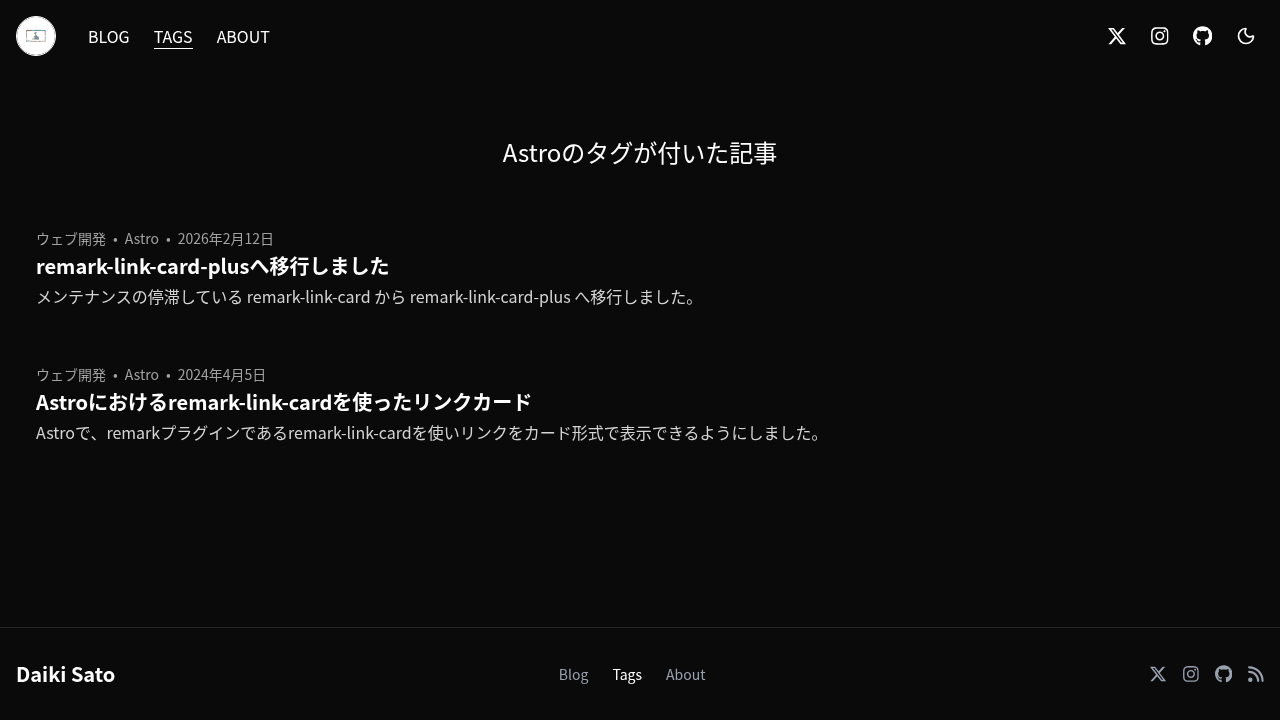 BLOG TAGS ABOUT
Astroのタグが付いた記事
ウェブ開発 • Astro • 2026年2月12日
remark-link-card-plusへ移行しました
メンテナンスの停滞している remark-link-card から remark-link-card-plus へ移行しました。
ウェブ開発 • Astro • 2024年4月5日
Astroにおけるremark-link-cardを使ったリンクカード
Astroで、remarkプラグインであるremark-link-cardを使いリンクをカード形式で表示できるようにしました。
Daiki Sato Blog Tags About